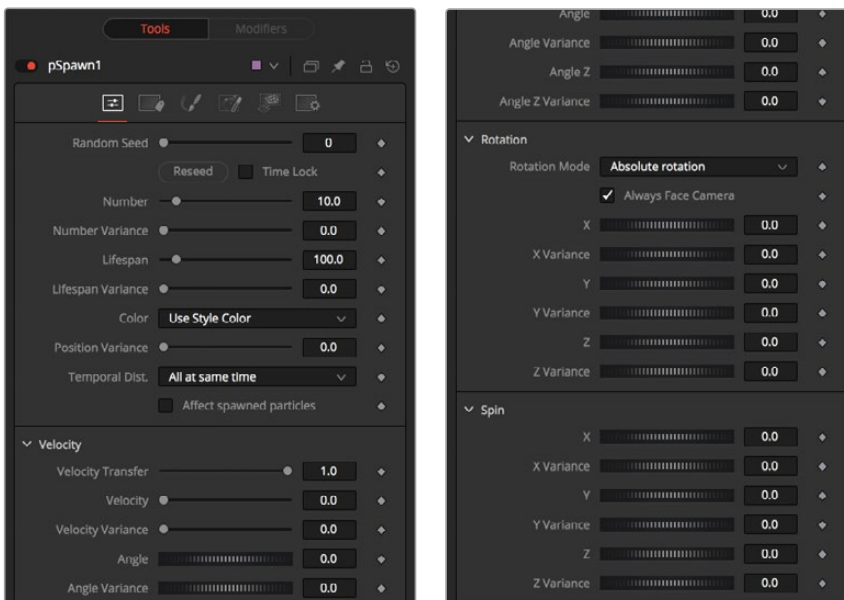 Tools Modifiers
pSpawn1
Random Seed 0
Reseed Time Lock
Number 10.0
Number Variance 0.0
Lifespan 100.0
Lifespan Variance 0.0
Color Use Style Color
Position Variance 0.0
Temporal Dist. All at same time
Affect spawned particles
Velocity
Velocity Transfer 1.0
Velocity 0.0
Velocity Variance 0.0
Angle 0.0
Angle Variance 0.0
Angle 0.0
Angle Variance 0.0
Angle Z 0.0
Angle Z Variance 0.0
Rotation
Rotation Mode Absolute rotation
Always Face Camera
X 0.0
X Variance 0.0
Y 0.0
Y Variance 0.0
Z 0.0
Z Variance 0.0
Spin
X 0.0
X Variance 0.0
Y 0.0
Y Variance 0.0
Z 0.0
Z Variance 0.0